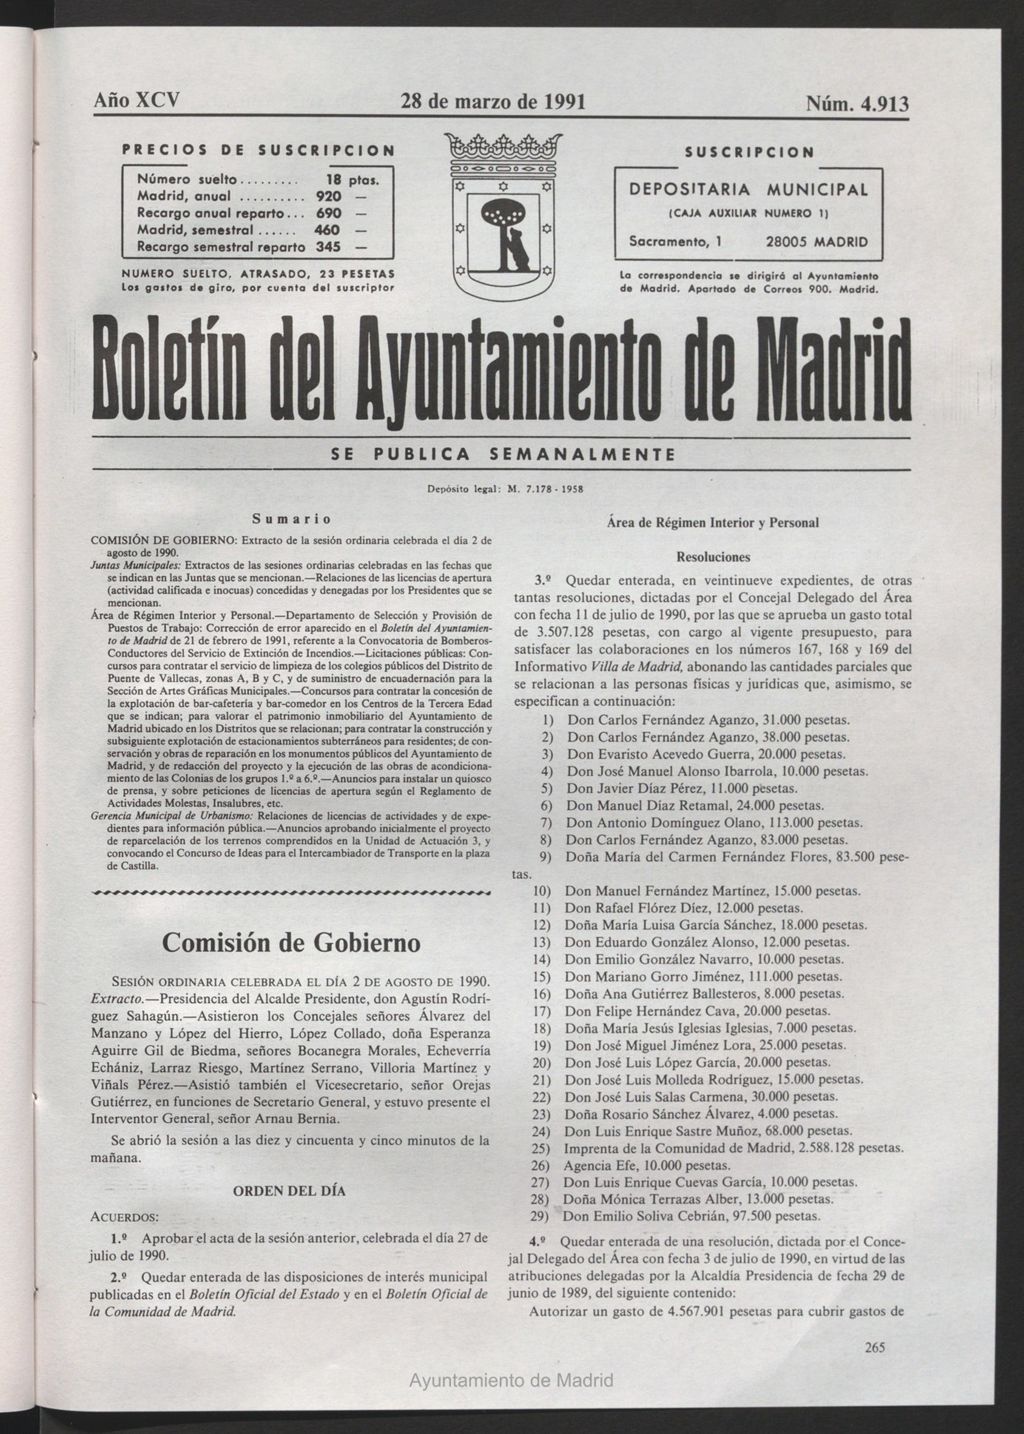 Año XCV
28 de marzo de 1991
Núm. 4.913
PRECIOS DE SUSCRIPCION
Número suelto......... 18 ptas.
Madrid, anual .......... 920 —
Recargo anual reparto... 690 —
Madrid, semestral ...... 460 —
Recargo semestral reparto 345 —
NUMERO SUELTO, ATRASADO, 23 PESETAS
Los gastos de giro, por cuenta del suscriptor
SUSCRIPCION
DEPOSITARIA MUNICIPAL
(CAJA AUXILIAR NUMERO 1)
Sacramento, 1 28005 MADRID
La correspondencia se dirigirá al Ayuntamiento
de Madrid. Apartado de Correos 900. Madrid.
Boletín del Ayuntamiento de Madrid
SE PUBLICA SEMANALMENTE
Depósito legal: M. 7.178 - 1958
Sumario
COMISIÓN DE GOBIERNO: Extracto de la sesión ordinaria celebrada el día 2 de
agosto de 1990.
Juntas Municipales: Extractos de las sesiones ordinarias celebradas en las fechas que
se indican en las Juntas que se mencionan.—Relaciones de las licencias de apertura
(actividad calificada e inocuas) concedidas y denegadas por los Presidentes que se
mencionan.
Área de Régimen Interior y Personal.—Departamento de Selección y Provisión de
Puestos de Trabajo: Corrección de error aparecido en el Boletín del Ayuntamien-
to de Madrid de 21 de febrero de 1991, referente a la Convocatoria de Bomberos-
Conductores del Servicio de Extinción de Incendios.—Licitaciones públicas: Con-
cursos para contratar el servicio de limpieza de los colegios públicos del Distrito de
Puente de Vallecas, zonas A, B y C, y de suministro de encuadernación para la
Sección de Artes Gráficas Municipales.—Concursos para contratar la concesión de
la explotación de bar-cafetería y bar-comedor en los Centros de la Tercera Edad
que se indican; para valorar el patrimonio inmobiliario del Ayuntamiento de
Madrid ubicado en los Distritos que se relacionan; para contratar la construcción y
subsiguiente explotación de estacionamientos subterráneos para residentes; de con-
servación y obras de reparación en los monumentos públicos del Ayuntamiento de
Madrid, y de redacción del proyecto y la ejecución de las obras de acondiciona-
miento de las Colonias de los grupos 1.º a 6.º.—Anuncios para instalar un quiosco
de prensa, y sobre peticiones de licencias de apertura según el Reglamento de
Actividades Molestas, Insalubres, etc.
Gerencia Municipal de Urbanismo: Relaciones de licencias de actividades y de expe-
dientes para información pública.—Anuncios aprobando inicialmente el proyecto
de reparcelación de los terrenos comprendidos en la Unidad de Actuación 3, y
convocando el Concurso de Ideas para el Intercambiador de Transporte en la plaza
de Castilla.
Comisión de Gobierno
SESIÓN ORDINARIA CELEBRADA EL DÍA 2 DE AGOSTO DE 1990.
Extracto.—Presidencia del Alcalde Presidente, don Agustín Rodrí-
guez Sahagún.—Asistieron los Concejales señores Álvarez del
Manzano y López del Hierro, López Collado, doña Esperanza
Aguirre Gil de Biedma, señores Bocanegra Morales, Echeverría
Echániz, Larraz Riesgo, Martínez Serrano, Villoria Martínez y
Viñals Pérez.—Asistió también el Vicesecretario, señor Orejas
Gutiérrez, en funciones de Secretario General, y estuvo presente el
Interventor General, señor Arnau Bernia.
Se abrió la sesión a las diez y cincuenta y cinco minutos de la
mañana.
ORDEN DEL DÍA
ACUERDOS:
1.º Aprobar el acta de la sesión anterior, celebrada el día 27 de
julio de 1990.
2.º Quedar enterada de las disposiciones de interés municipal
publicadas en el Boletín Oficial del Estado y en el Boletín Oficial de
la Comunidad de Madrid.
Área de Régimen Interior y Personal
Resoluciones
3.º Quedar enterada, en veintinueve expedientes, de otras
tantas resoluciones, dictadas por el Concejal Delegado del Área
con fecha 11 de julio de 1990, por las que se aprueba un gasto total
de 3.507.128 pesetas, con cargo al vigente presupuesto, para
satisfacer las colaboraciones en los números 167, 168 y 169 del
Informativo Villa de Madrid, abonando las cantidades parciales que
se relacionan a las personas físicas y jurídicas que, asimismo, se
especifican a continuación:
1) Don Carlos Fernández Aganzo, 31.000 pesetas.
2) Don Carlos Fernández Aganzo, 38.000 pesetas.
3) Don Evaristo Acevedo Guerra, 20.000 pesetas.
4) Don José Manuel Alonso Ibarrola, 10.000 pesetas.
5) Don Javier Díaz Pérez, 11.000 pesetas.
6) Don Manuel Díaz Retamal, 24.000 pesetas.
7) Don Antonio Domínguez Olano, 113.000 pesetas.
8) Don Carlos Fernández Aganzo, 83.000 pesetas.
9) Doña María del Carmen Fernández Flores, 83.500 pese-
tas.
10) Don Manuel Fernández Martínez, 15.000 pesetas.
11) Don Rafael Flórez Díez, 12.000 pesetas.
12) Doña María Luisa García Sánchez, 18.000 pesetas.
13) Don Eduardo González Alonso, 12.000 pesetas.
14) Don Emilio González Navarro, 10.000 pesetas.
15) Don Mariano Gorro Jiménez, 111.000 pesetas.
16) Doña Ana Gutiérrez Ballesteros, 8.000 pesetas.
17) Don Felipe Hernández Cava, 20.000 pesetas.
18) Doña María Jesús Iglesias Iglesias, 7.000 pesetas.
19) Don José Miguel Jiménez Lora, 25.000 pesetas.
20) Don José Luis López García, 20.000 pesetas.
21) Don José Luis Molleda Rodríguez, 15.000 pesetas.
22) Don José Luis Salas Carmena, 30.000 pesetas.
23) Doña Rosario Sánchez Álvarez, 4.000 pesetas.
24) Don Luis Enrique Sastre Muñoz, 68.000 pesetas.
25) Imprenta de la Comunidad de Madrid, 2.588.128 pesetas.
26) Agencia Efe, 10.000 pesetas.
27) Don Luis Enrique Cuevas García, 10.000 pesetas.
28) Doña Mónica Terrazas Alber, 13.000 pesetas.
29) Don Emilio Soliva Cebrián, 97.500 pesetas.
4.º Quedar enterada de una resolución, dictada por el Conce-
jal Delegado del Área con fecha 3 de julio de 1990, en virtud de las
atribuciones delegadas por la Alcaldía Presidencia de fecha 29 de
junio de 1989, del siguiente contenido:
Autorizar un gasto de 4.567.901 pesetas para cubrir gastos de
265
Ayuntamiento de Madrid